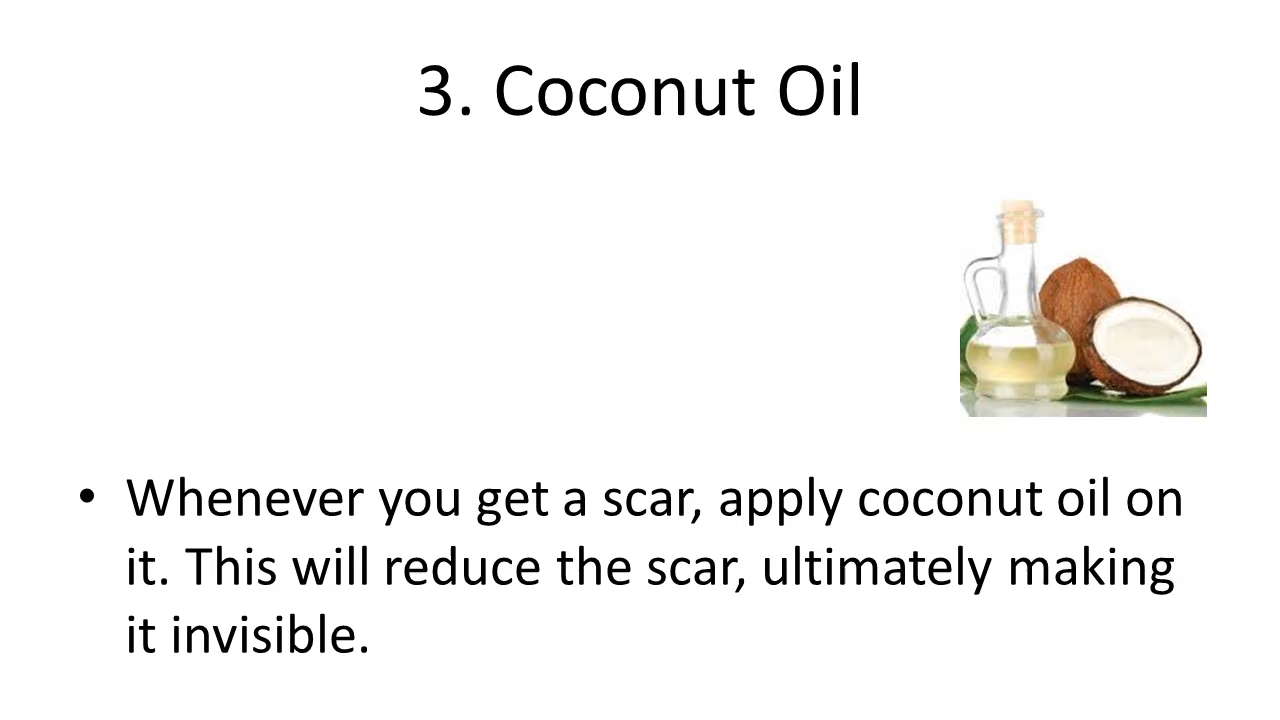 3. Coconut Oil
• Whenever you get a scar, apply coconut oil on
it. This will reduce the scar, ultimately making
it invisible.